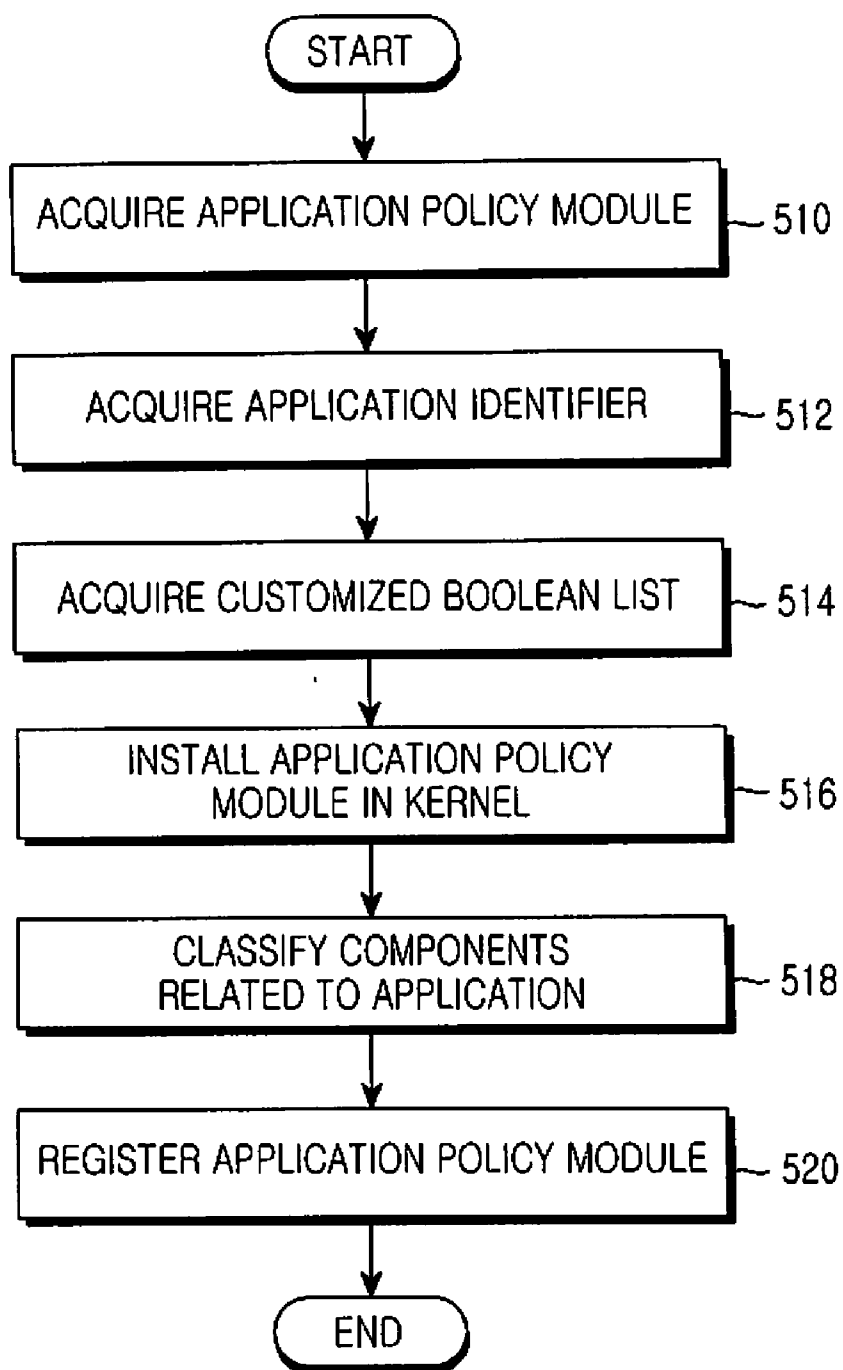 START
ACQUIRE APPLICATION POLICY MODULE
510
ACQUIRE APPLICATION IDENTIFIER
512
ACQUIRE CUSTOMIZED BOOLEAN LIST
514
INSTALL APPLICATION POLICY
MODULE IN KERNEL
516
CLASSIFY COMPONENTS
RELATED TO APPLICATION
518
REGISTER APPLICATION POLICY MODULE
520
END